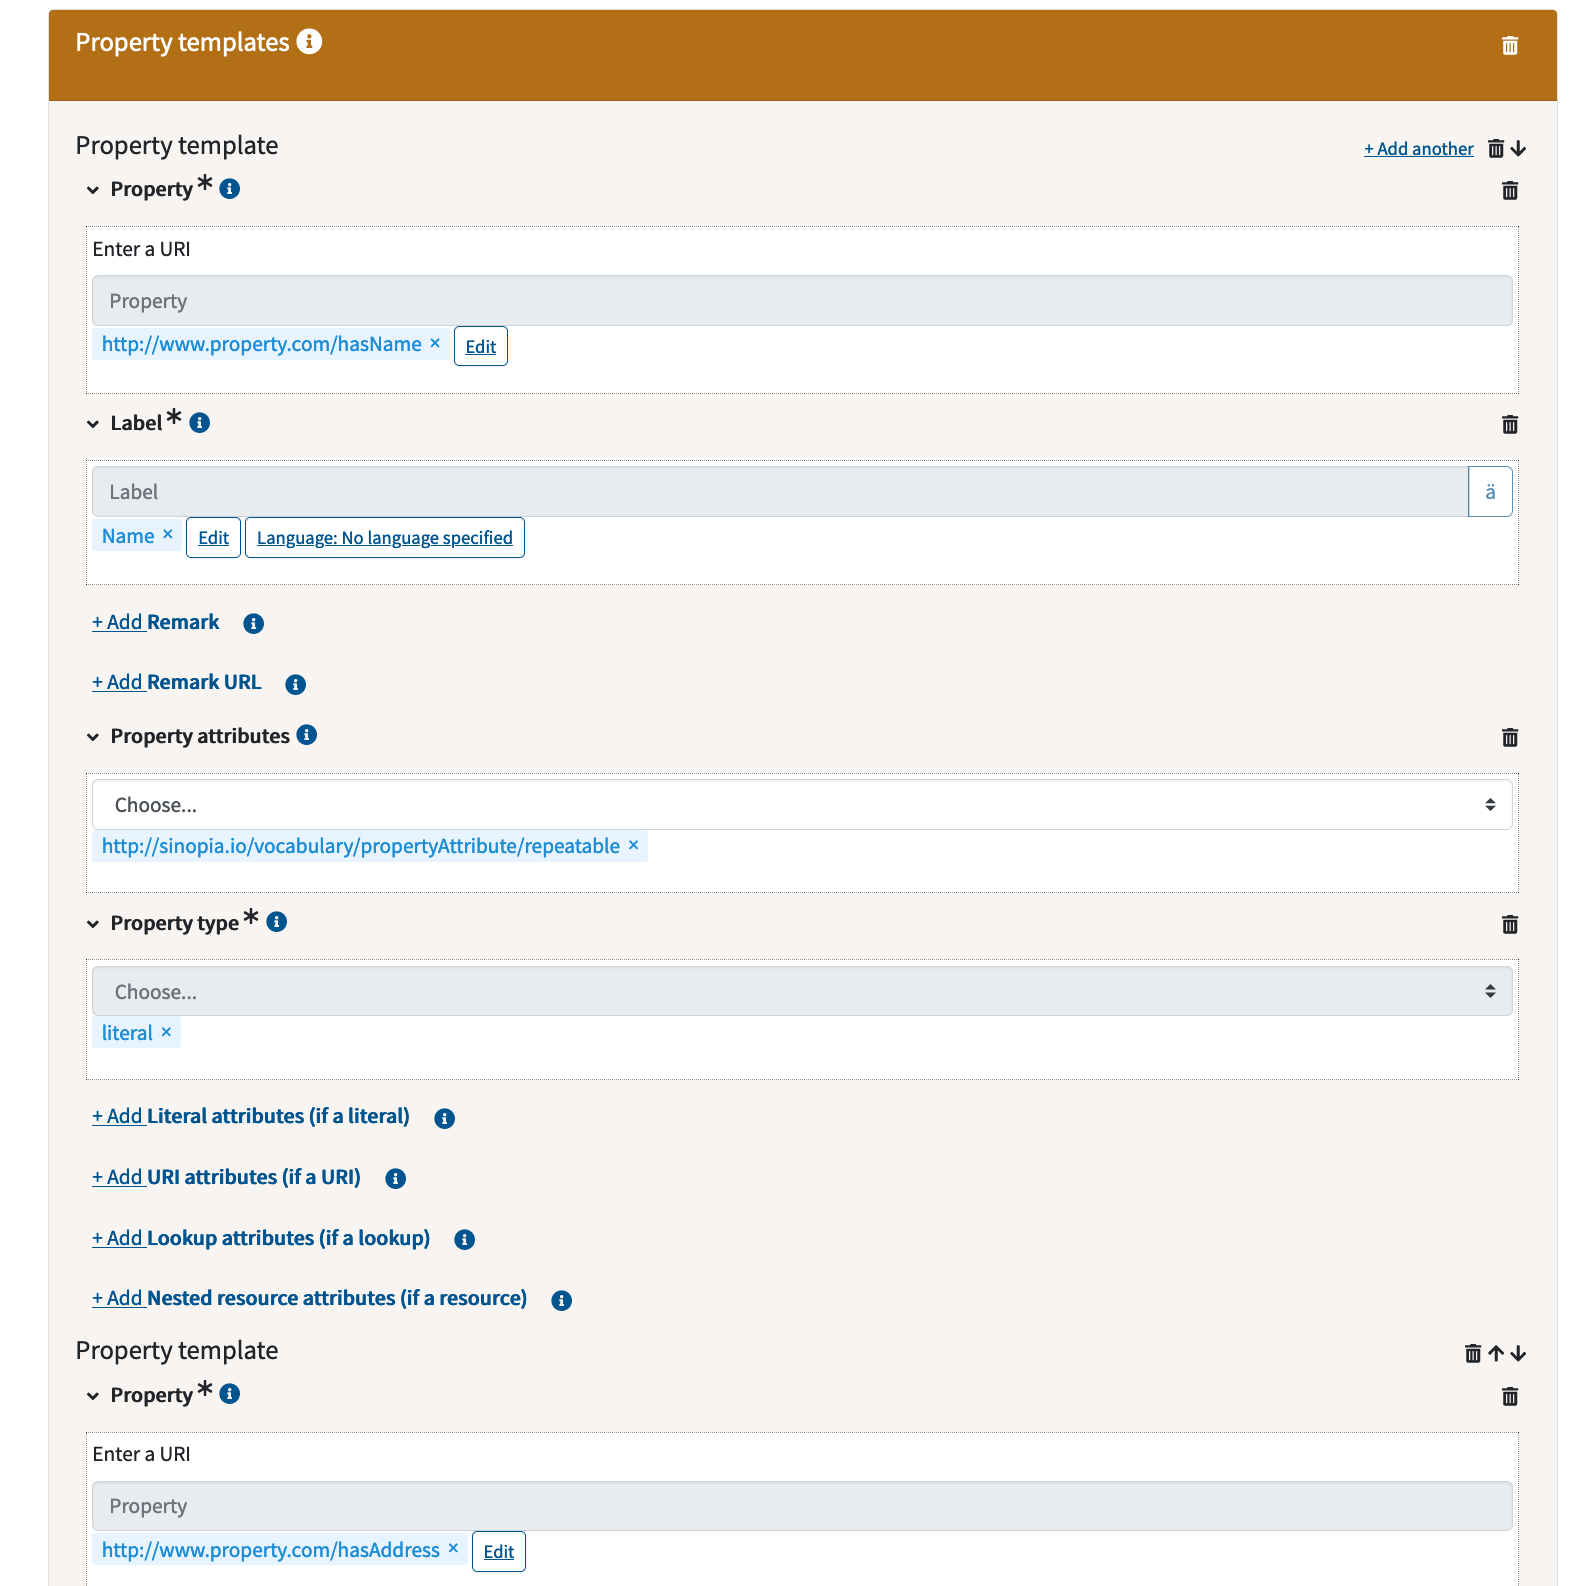 Property templates
Property template
+ Add another
Property*
Enter a URI
Property
http://www.property.com/hasName × Edit
Label*
Label ä
Name × Edit Language: No language specified
+ Add Remark
+ Add Remark URL
Property attributes
Choose...
http://sinopia.io/vocabulary/propertyAttribute/repeatable ×
Property type*
Choose...
literal ×
+ Add Literal attributes (if a literal)
+ Add URI attributes (if a URI)
+ Add Lookup attributes (if a lookup)
+ Add Nested resource attributes (if a resource)
Property template
Property*
Enter a URI
Property
http://www.property.com/hasAddress × Edit